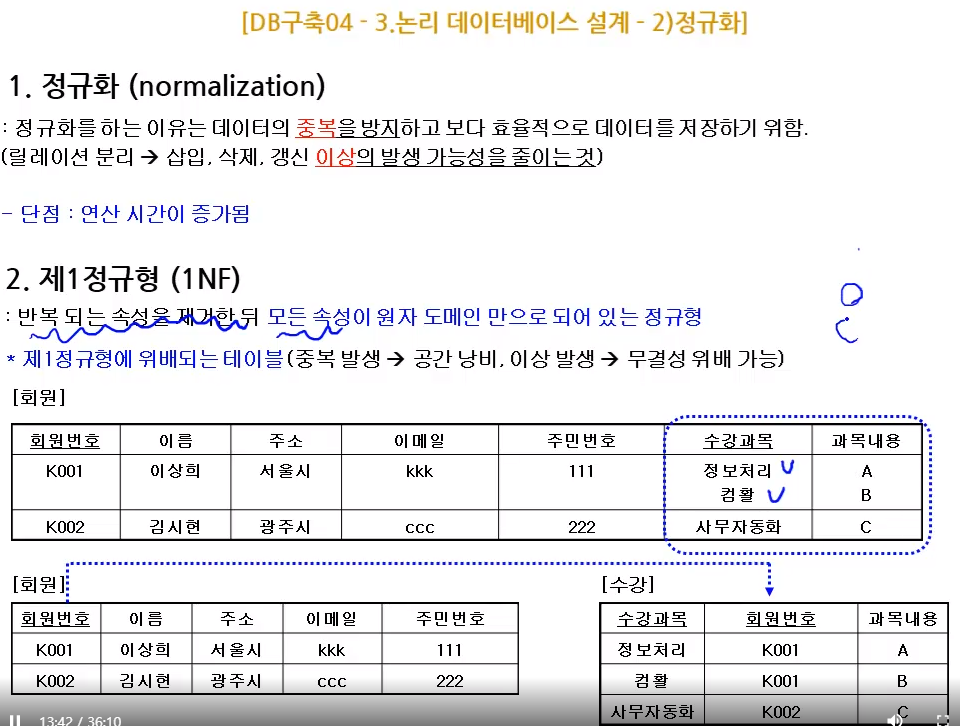 [DB구축04 - 3.논리 데이터베이스 설계 - 2)정규화]
1. 정규화 (normalization)
: 정규화를 하는 이유는 데이터의 중복을 방지하고 보다 효율적으로 데이터를 저장하기 위함.
(릴레이션 분리 → 삽입, 삭제, 갱신 이상의 발생 가능성을 줄이는 것)
- 단점 : 연산 시간이 증가됨
2. 제1정규형 (1NF)
: 반복 되는 속성을 제거한 뒤 모든 속성이 원자 도메인 만으로 되어 있는 정규형
* 제1정규형에 위배되는 테이블(중복 발생 → 공간 낭비, 이상 발생 → 무결성 위배 가능)
[회원]
회원번호 이름 주소 이메일 주민번호 수강과목 과목내용
K001 이상희 서울시 kkk 111 정보처리 A
컴활 B
K002 김시현 광주시 ccc 222 사무자동화 C
[회원]
회원번호 이름 주소 이메일 주민번호
K001 이상희 서울시 kkk 111
K002 김시현 광주시 ccc 222
[수강]
수강과목 회원번호 과목내용
정보처리 K001 A
컴활 K001 B
사무자동화 K002 C
13:42 / 36:10